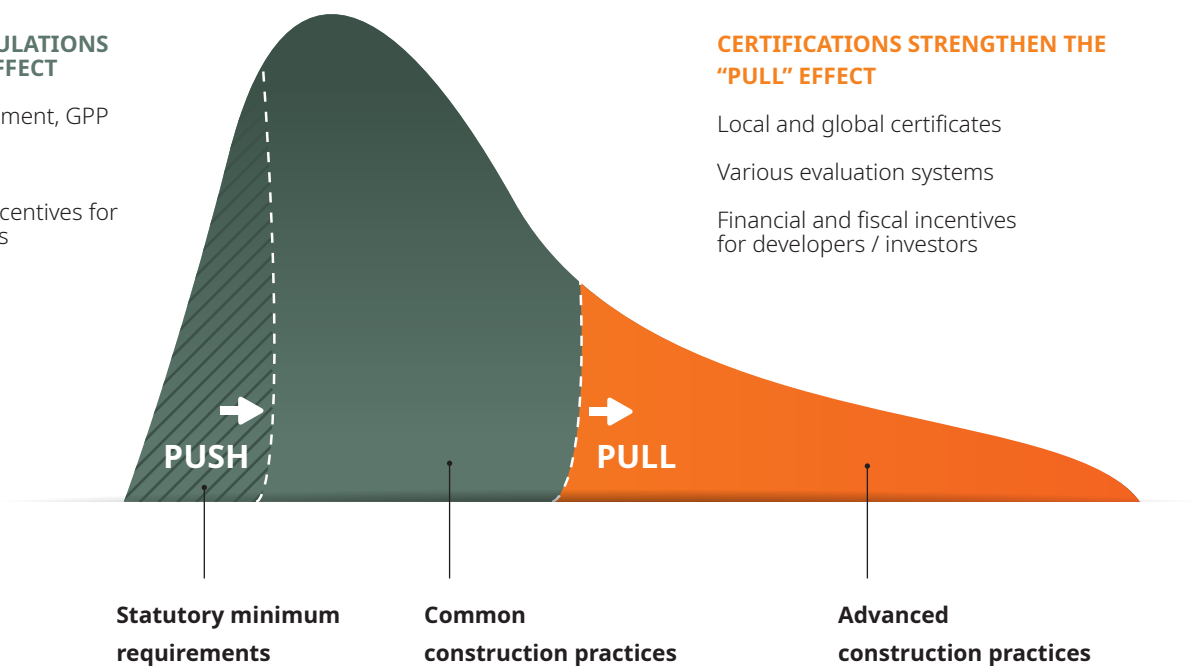 ULATIONS
FFECT
ment, GPP
centives for
s
CERTIFICATIONS STRENGTHEN THE
“PULL” EFFECT
Local and global certificates
Various evaluation systems
Financial and fiscal incentives
for developers / investors
PUSH
PULL
Statutory minimum
requirements
Common
construction practices
Advanced
construction practices